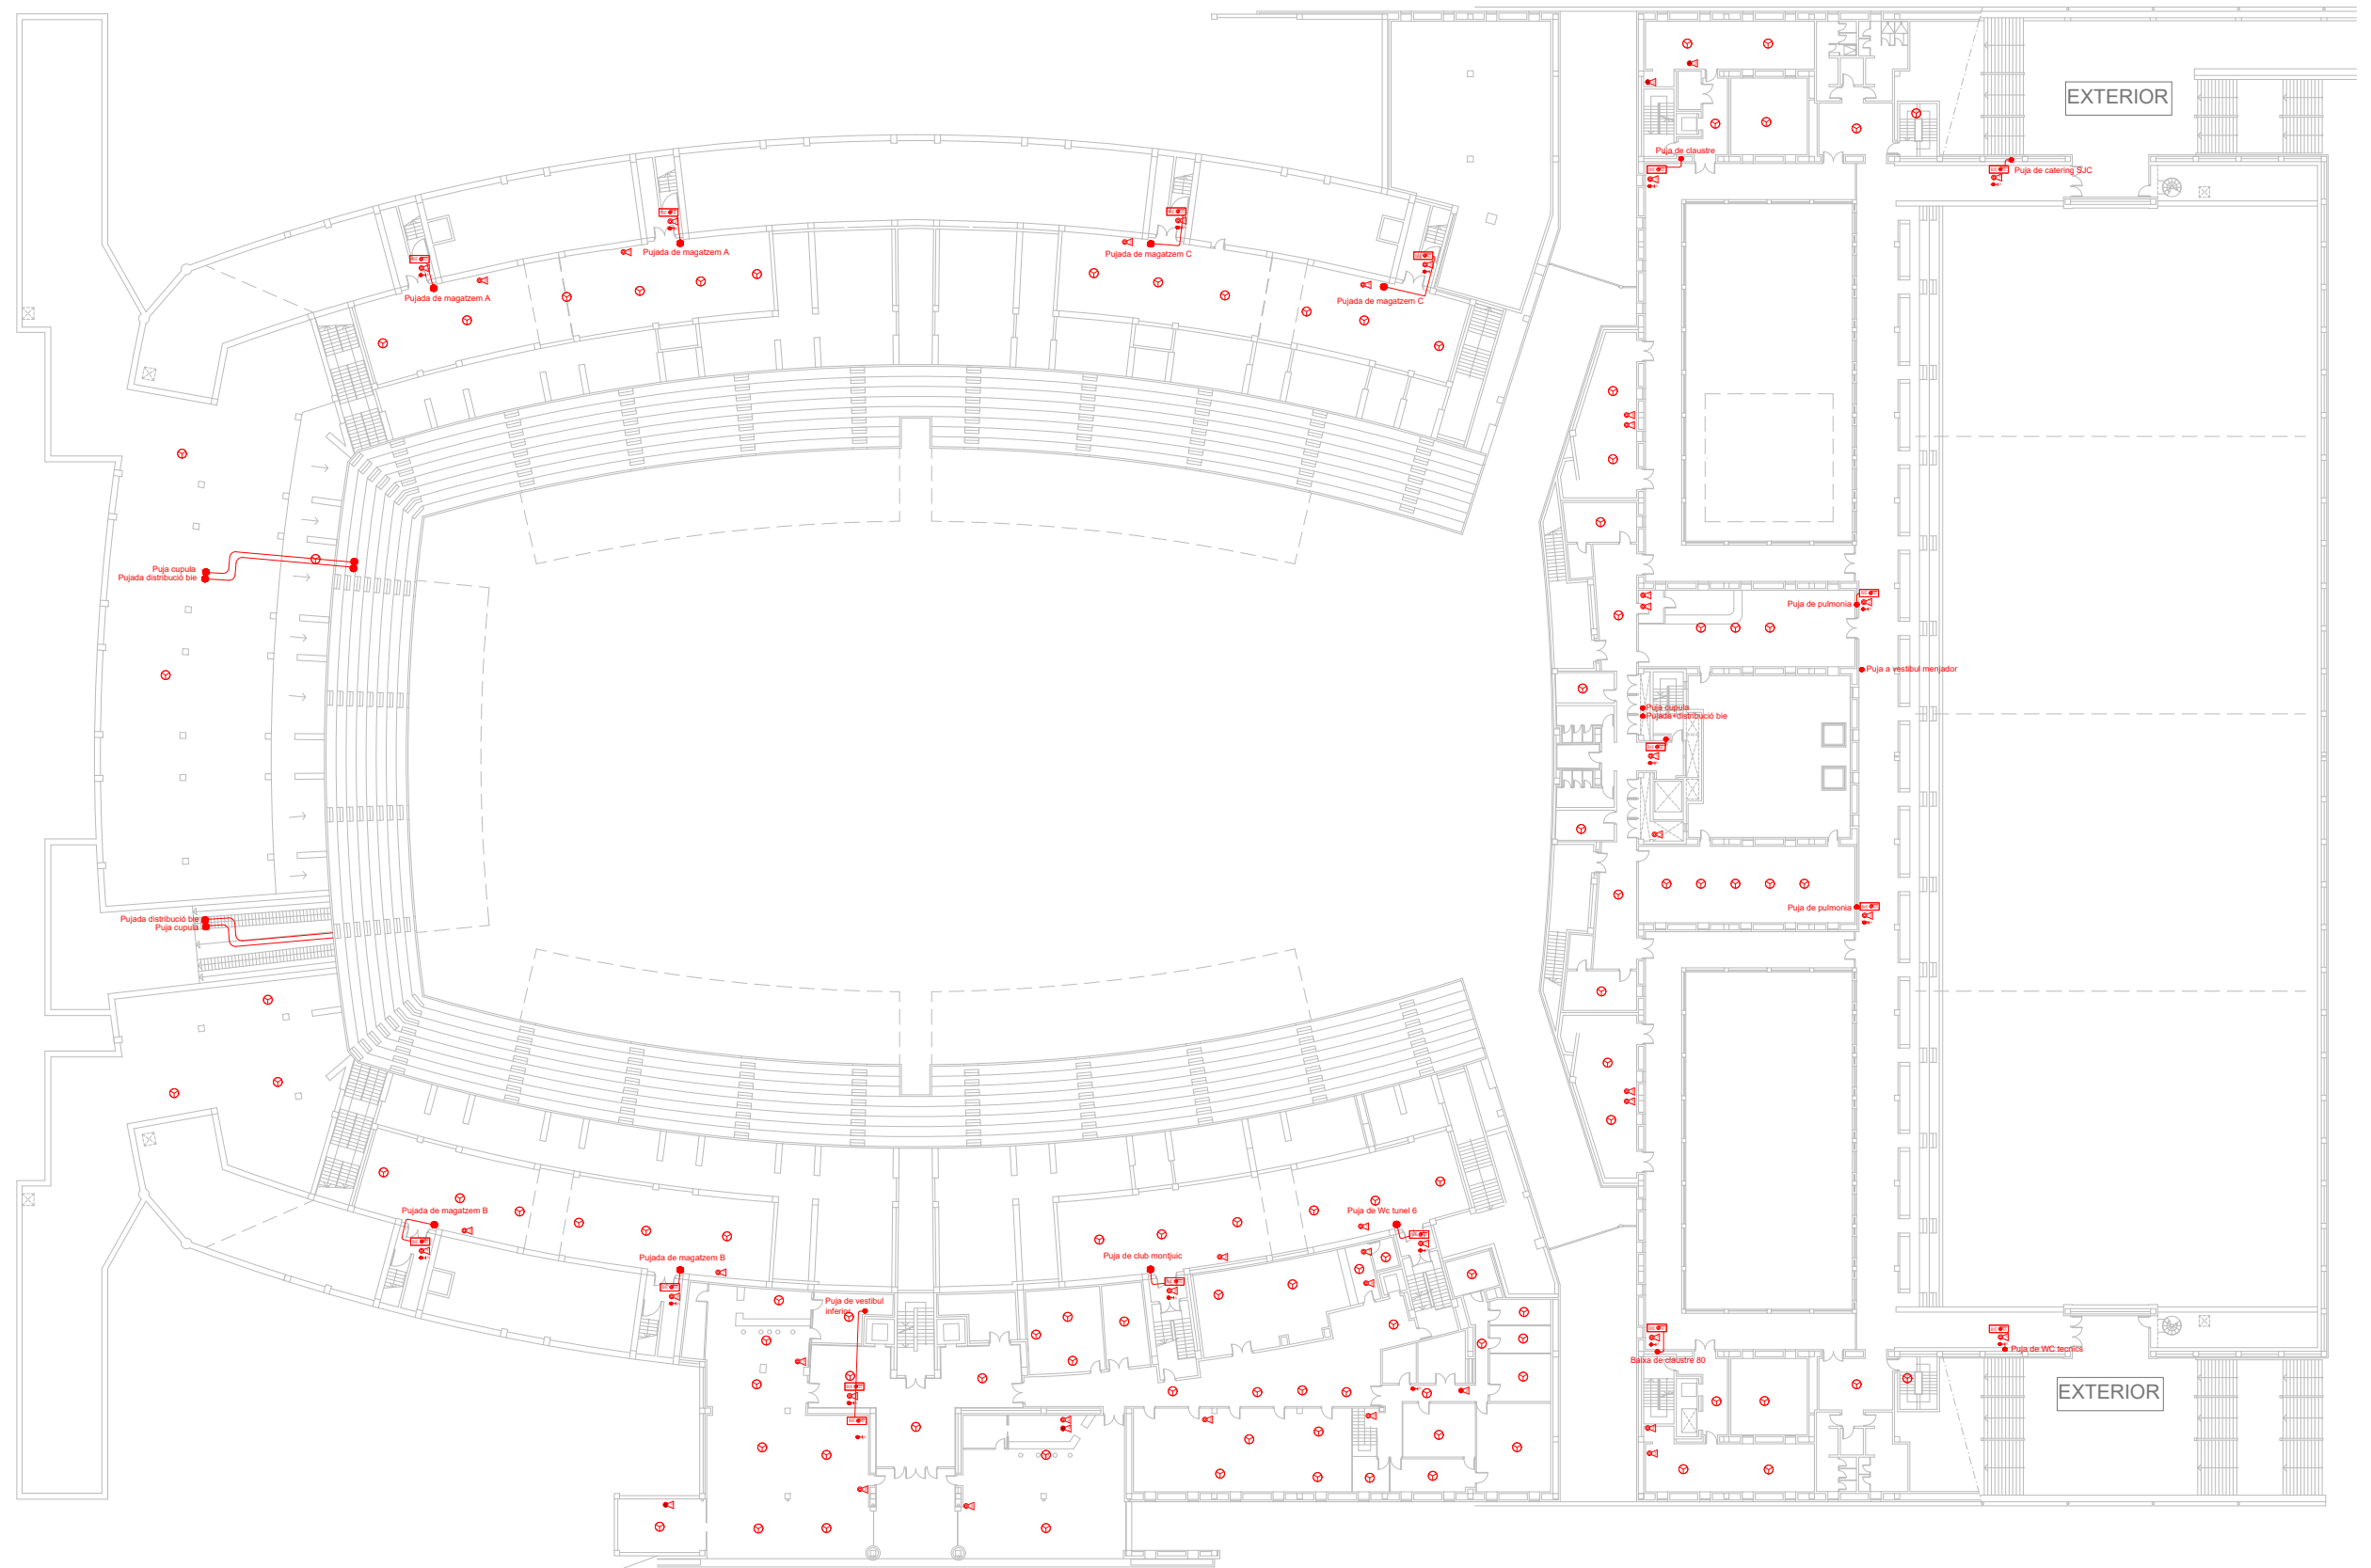 EXTERIOR
Puja de claustre
Puja de catering SJC
Pujada de magatzem A
Pujada de magatzem C
Pujada de magatzem A
Pujada de magatzem C
Puja cupula
Pujada distribució bie
Puja de pulmonia
Puja a vestibul menjador
Puja cupula
Pujada distribució bie
Puja de pulmonia
Pujada distribució bie
Puja cupula
Pujada de magatzem B
Puja de Wc tunel 6
Pujada de magatzem B
Puja de club montjuic
Puja de vestibul
inferior
Baixa de claustre 80
Puja de WC tecnics
EXTERIOR